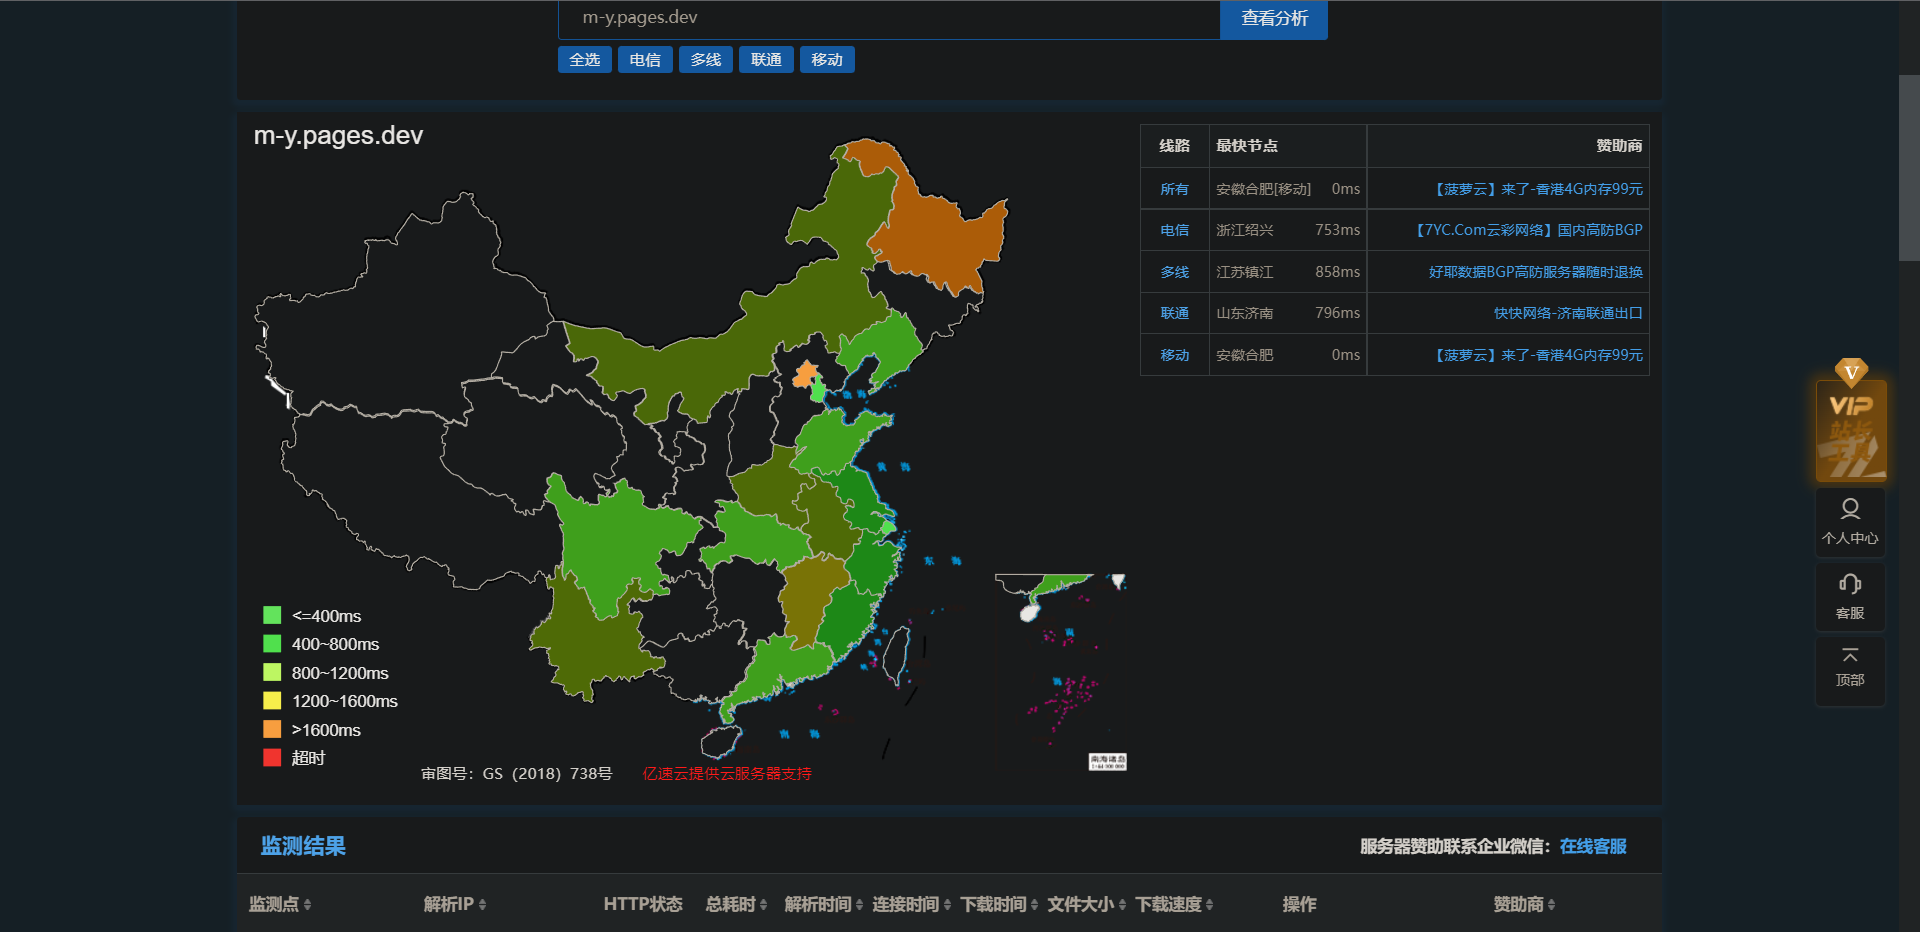 m-y.pages.dev
查看分析
全选
电信
多线
联通
移动
m-y.pages.dev
线路 最快节点 赞助商
所有 安徽合肥[移动] 0ms 【菠萝云】来了-香港4G内存99元
电信 浙江绍兴 753ms 【7YC.Com云彩网络】国内高防BGP
多线 江苏镇江 858ms 好耶数据BGP高防服务器随时退换
联通 山东济南 796ms 快快网络-济南联通出口
移动 安徽合肥 0ms 【菠萝云】来了-香港4G内存99元
渤 海
黄 海
东 海
南 海
<=400ms
400~800ms
800~1200ms
1200~1600ms
>1600ms
超时
审图号：GS（2018）738号
亿速云提供云服务器支持
南海诸岛
V
VIP
站长
工具
个人中心
客服
顶部
监测结果
服务器赞助联系企业微信：在线客服
监测点 解析IP HTTP状态 总耗时 解析时间 连接时间 下载时间 文件大小 下载速度 操作 赞助商